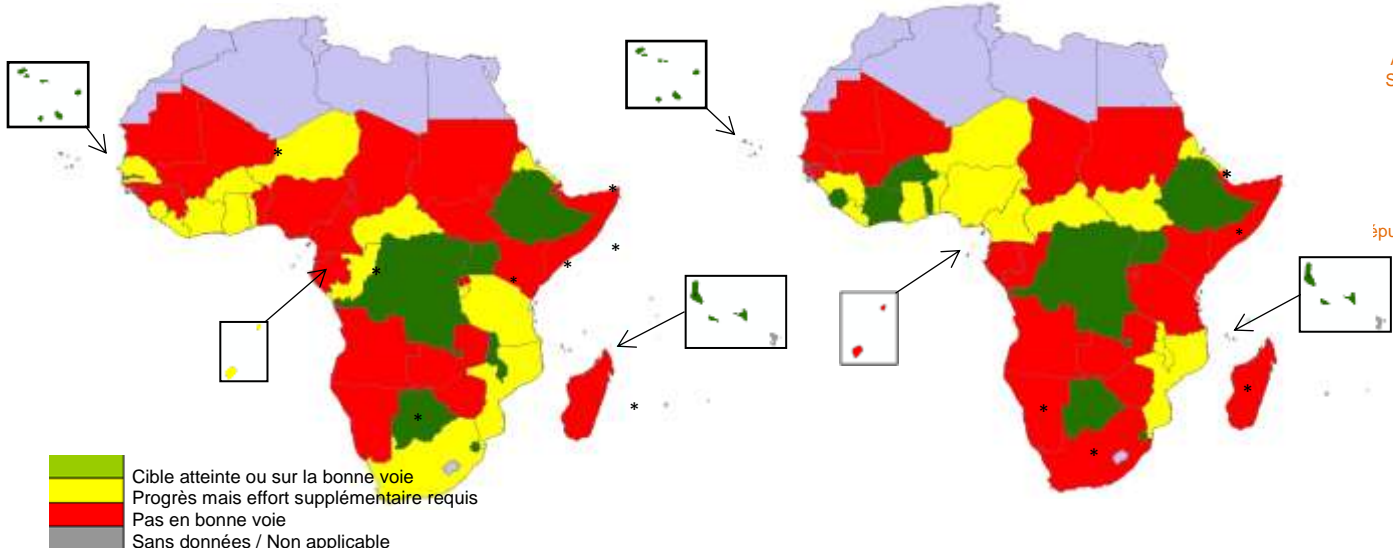 Cible atteinte ou sur la bonne voie
Progrès mais effort supplémentaire requis
Pas en bonne voie
Sans données / Non applicable